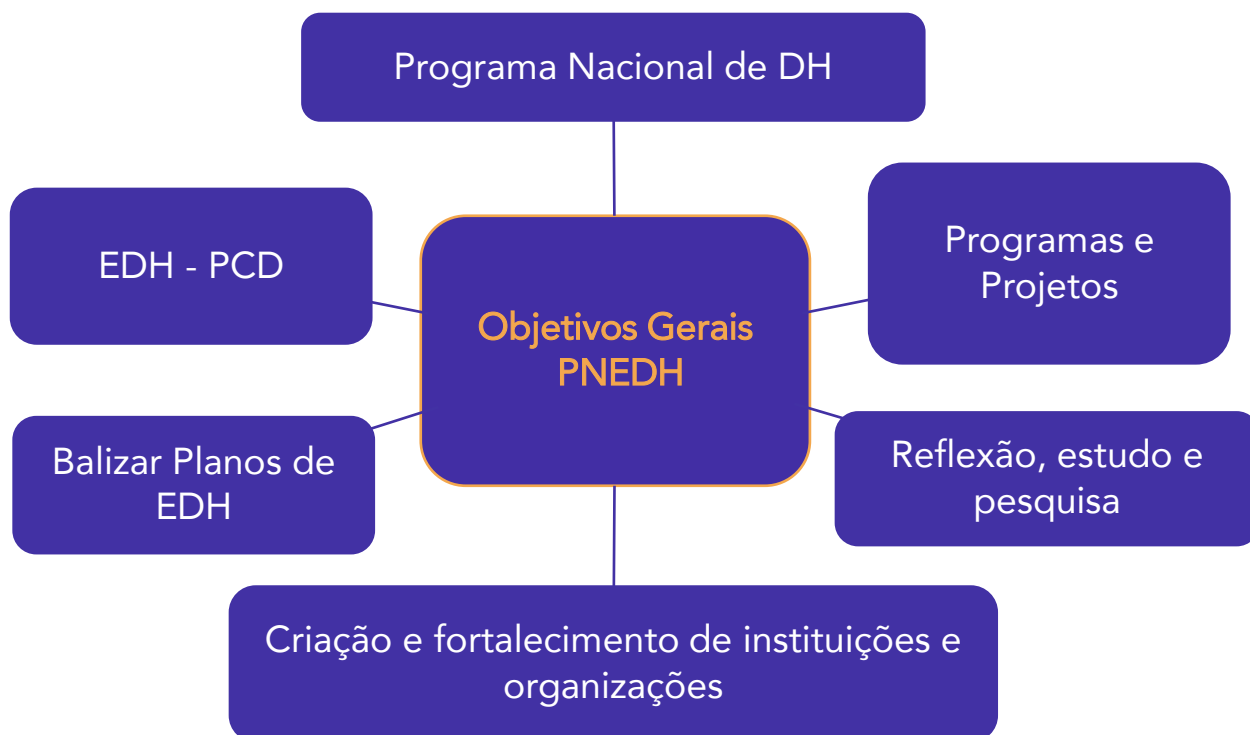 Programa Nacional de DH
EDH - PCD
Programas e
Projetos
Objetivos Gerais
PNEDH
Balizar Planos de
EDH
Reflexão, estudo e
pesquisa
Criação e fortalecimento de instituições e
organizações